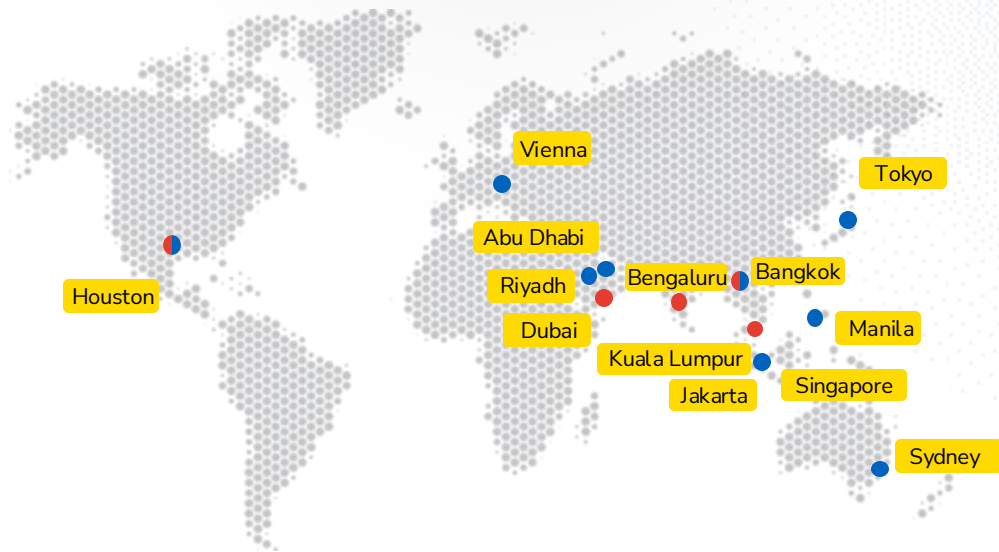 Vienna
Tokyo
Abu Dhabi
Bengaluru
Bangkok
Riyadh
Houston
Dubai
Manila
Kuala Lumpur
Singapore
Jakarta
Sydney